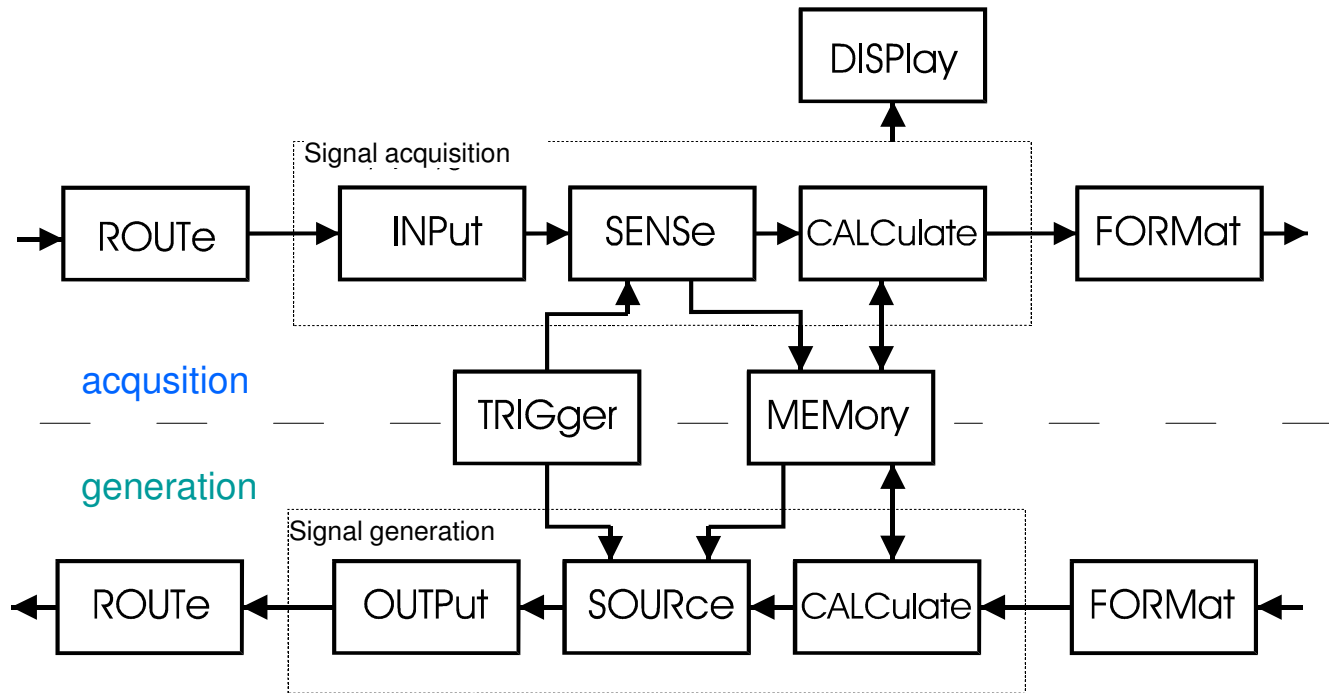 DISPlay
Signal acquisition
ROUTe
INPut
SENSe
CALCulate
FORMat
acqusition
TRIGger
MEMory
generation
Signal generation
ROUTe
OUTPut
SOURce
CALCulate
FORMat